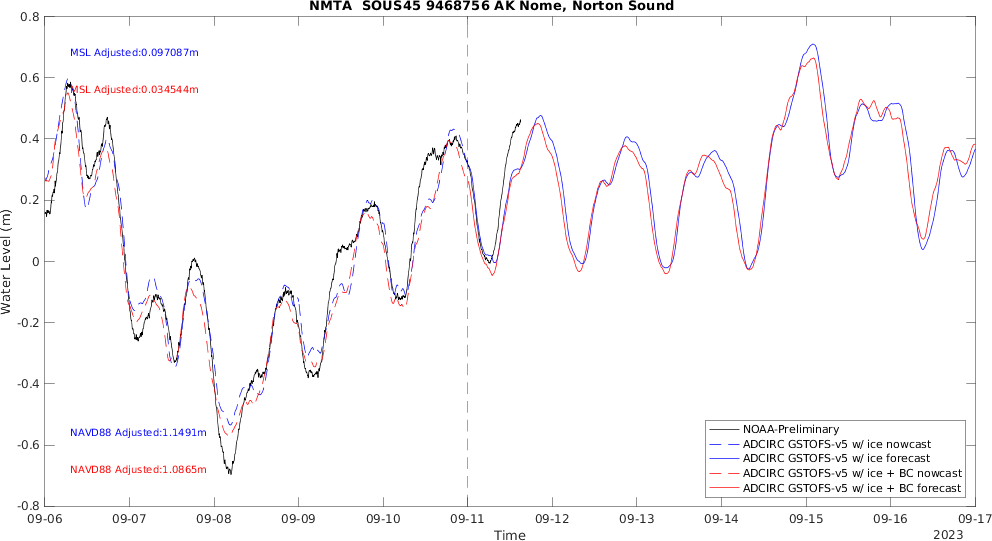 NMTA SOUS45 9468756 AK Nome, Norton Sound
0.8
MSL Adjusted:0.097087m
0.6
MSL Adjusted:0.034544m
0.4
0.2
0
-0.2
-0.4
-0.6
-0.8
Water Level (m)
NAVD88 Adjusted:1.1491m
NAVD88 Adjusted:1.0865m
NOAA-Preliminary
ADCIRC GSTOFS-v5 w/ ice nowcast
ADCIRC GSTOFS-v5 w/ ice forecast
ADCIRC GSTOFS-v5 w/ ice + BC nowcast
ADCIRC GSTOFS-v5 w/ ice + BC forecast
09-06 09-07 09-08 09-09 09-10 09-11 09-12 09-13 09-14 09-15 09-16 09-17
Time
2023